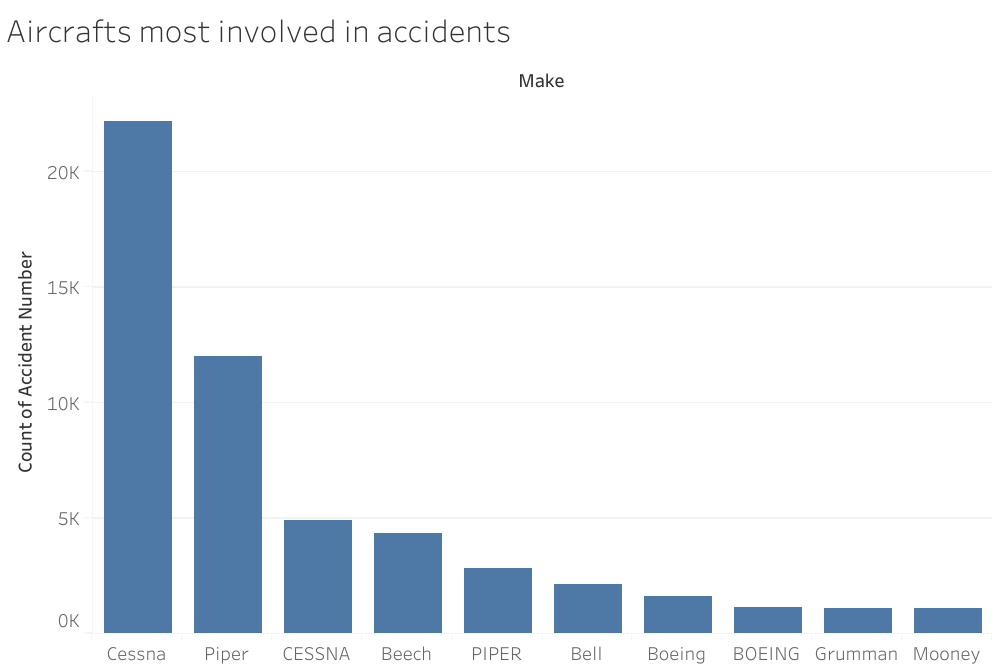 Aircrafts most involved in accidents
Make
Count of Accident Number
20K
15K
10K
5K
0K
Cessna Piper CESSNA Beech PIPER Bell Boeing BOEING Grumman Mooney